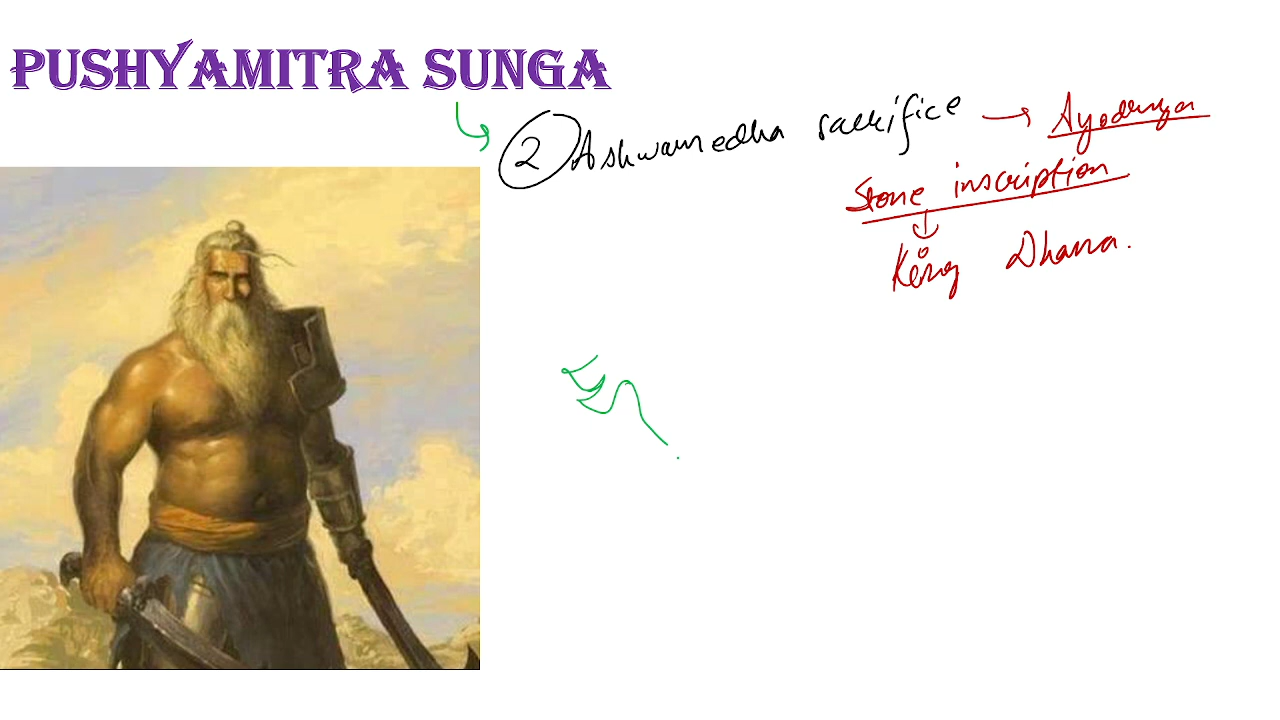 PUSHYAMITRA SUNGA
2 Ashwamedha sacrifice → Ayodhya
Stone inscription
King Dhana.